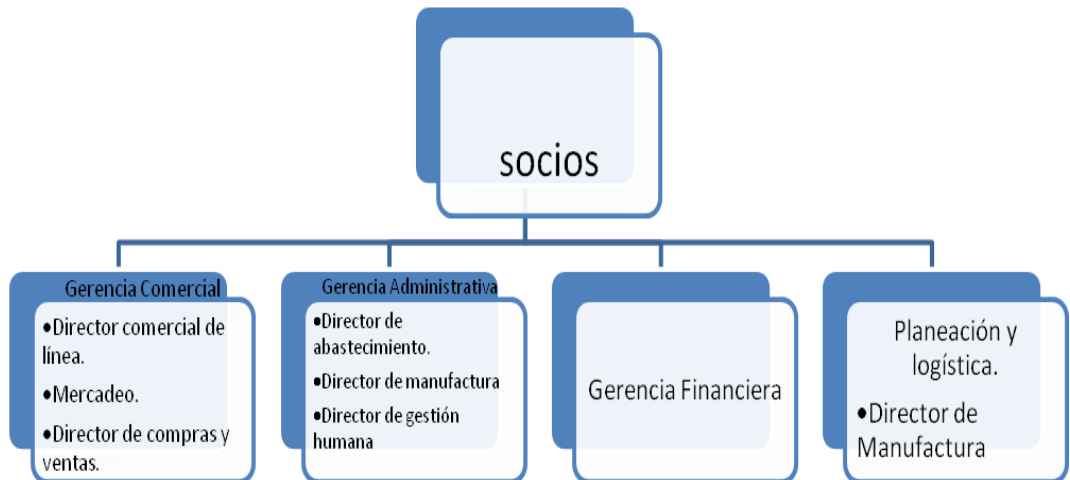 socios
Gerencia Comercial
•Director comercial de
línea.
•Mercadeo.
•Director de compras y
ventas.
Gerencia Administrativa
•Director de
abastecimiento.
•Director de manufactura
•Director de gestión
humana
Gerencia Financiera
Planeación y
logística.
•Director de
Manufactura